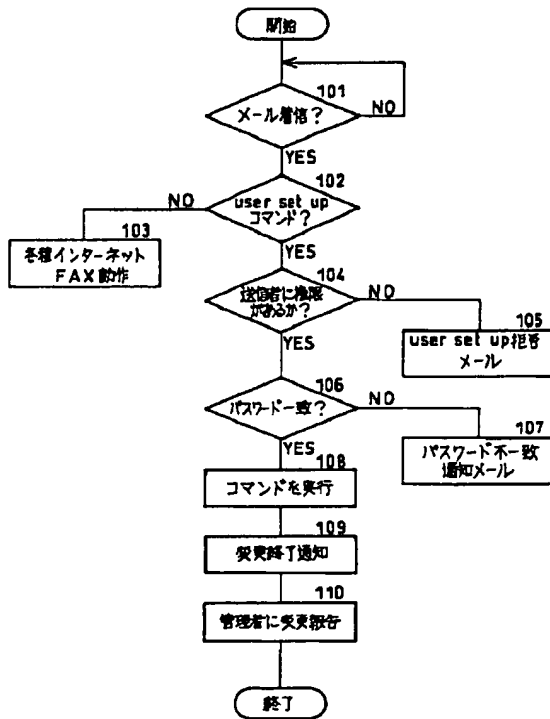 開始
101
メール着信?
NO
YES
102
user set up
コマンド?
NO
YES
103
各種インターネット
FAX動作
104
送信者に権限
があるか?
NO
YES
105
user set up拒否
メール
106
パスワード一致?
NO
YES
107
パスワード不一致
通知メール
108
コマンドを実行
109
変更終了通知
110
管理者に変更報告
終了